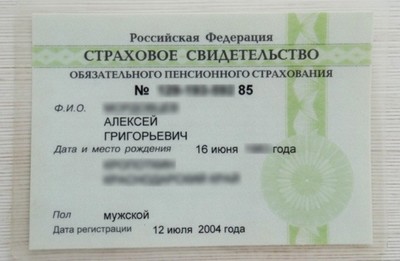 Российская Федерация
СТРАХОВОЕ СВИДЕТЕЛЬСТВО
ОБЯЗАТЕЛЬНОГО ПЕНСИОННОГО СТРАХОВАНИЯ
№ 85
Ф.И.О.
АЛЕКСЕЙ
ГРИГОРЬЕВИЧ
Дата и место рождения 16 июня года
Пол мужской
Дата регистрации 12 июля 2004 года